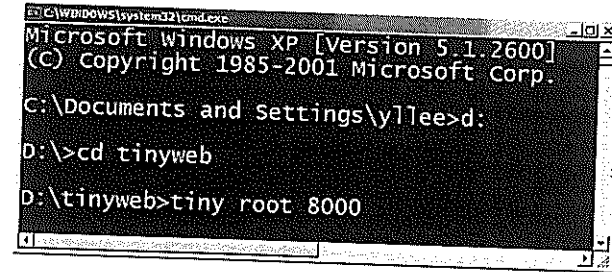 C:\WINDOWS\system32\cmd.exe
Microsoft Windows XP [Version 5.1.2600]
(C) Copyright 1985-2001 Microsoft Corp.
C:\Documents and Settings\yllee>d:
D:\>cd tinyweb
D:\tinyweb>tiny root 8000